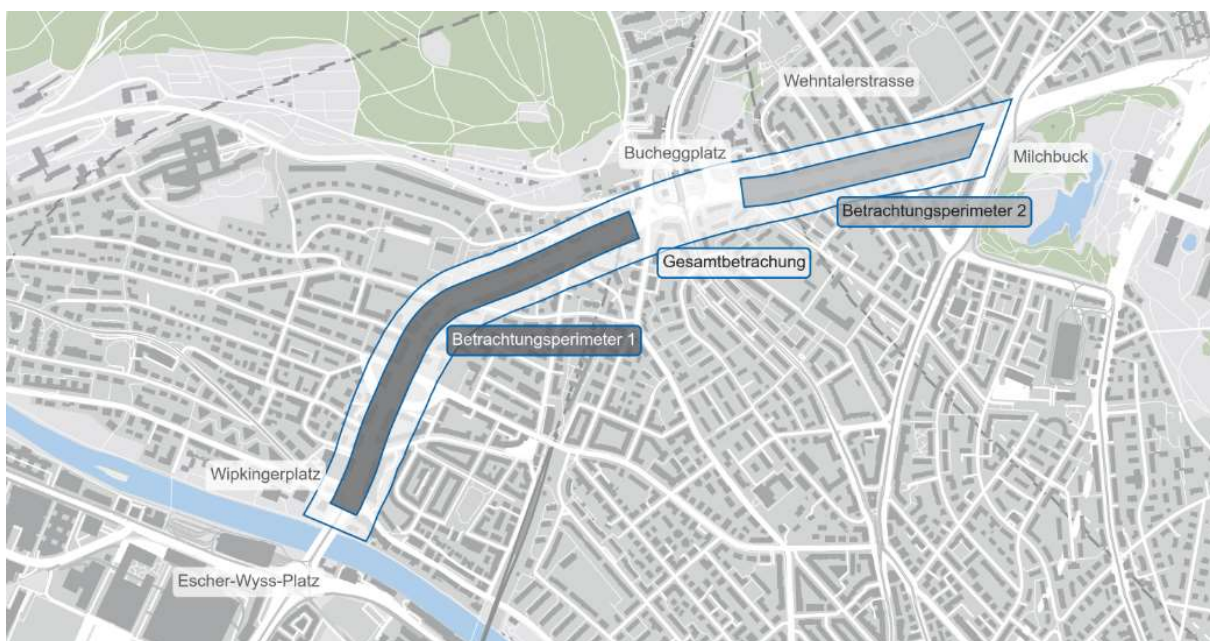 Wehntalerstrasse
Bucheggplatz
Milchbuck
Betrachtungsperimeter 2
Gesamtbetrachung
Betrachtungsperimeter 1
Wipkingerplatz
Escher-Wyss-Platz